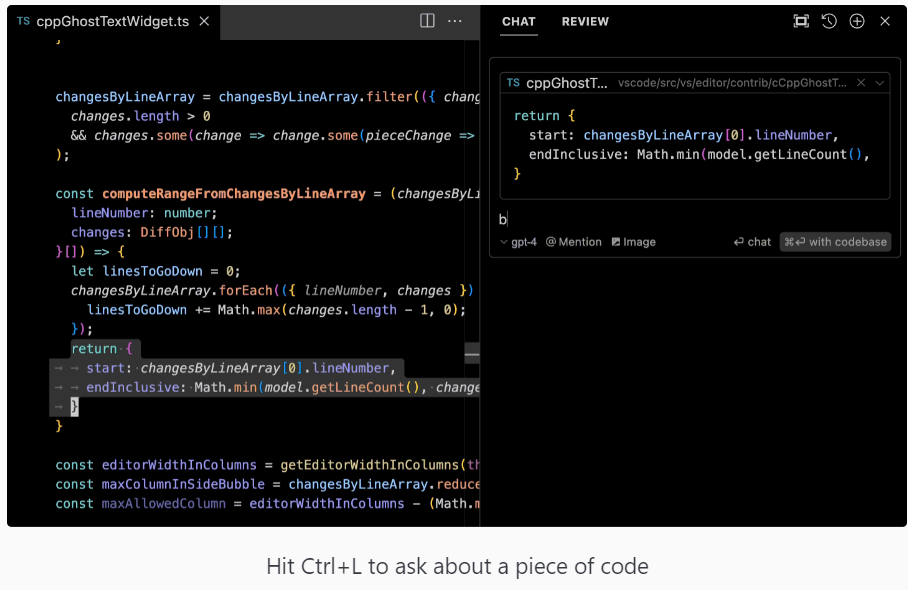 TS cppGhostTextWidget.ts
}
changesByLineArray = changesByLineArray.filter(({ chang
changes.length > 0
&& changes.some(change => change.some(pieceChange =>
);
const computeRangeFromChangesByLineArray = (changesByLi
lineNumber: number;
changes: DiffObj[][];
}[]) => {
let linesToGoDown = 0;
changesByLineArray.forEach(({ lineNumber, changes })
linesToGoDown += Math.max(changes.length - 1, 0);
});
return {
start: changesByLineArray[0].lineNumber,
endInclusive: Math.min(model.getLineCount(), change
}
}
const editorWidthInColumns = getEditorWidthInColumns(th
const maxColumnInSideBubble = changesByLineArray.reduce
const maxAllowedColumn = editorWidthInColumns - (Math.m
CHAT REVIEW
TS cppGhostT... vscode/src/vs/editor/contrib/cCppGhostT...
return {
start: changesByLineArray[0].lineNumber,
endInclusive: Math.min(model.getLineCount(),
}
b
gpt-4 @ Mention Image chat ⌘⏎ with codebase
Hit Ctrl+L to ask about a piece of code